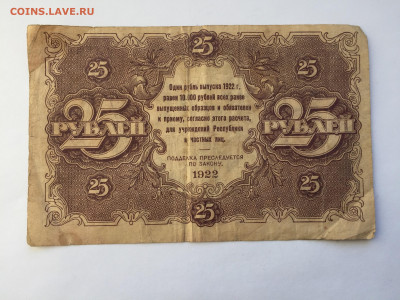 COINS.LAVE.RU
25 25 25
Один рубль выпуска 1922 г.
равен 10.000 рублей всех ранее
выпущенных образцов и обязателен
к приему, согласно этого расчета,
для учреждений Республики
и частных лиц.
25 РУБЛЕЙ 25 РУБЛЕЙ
ПОДДЕЛКА ПРЕСЛЕДУЕТСЯ
ПО ЗАКОНУ.
1922
25 25 25